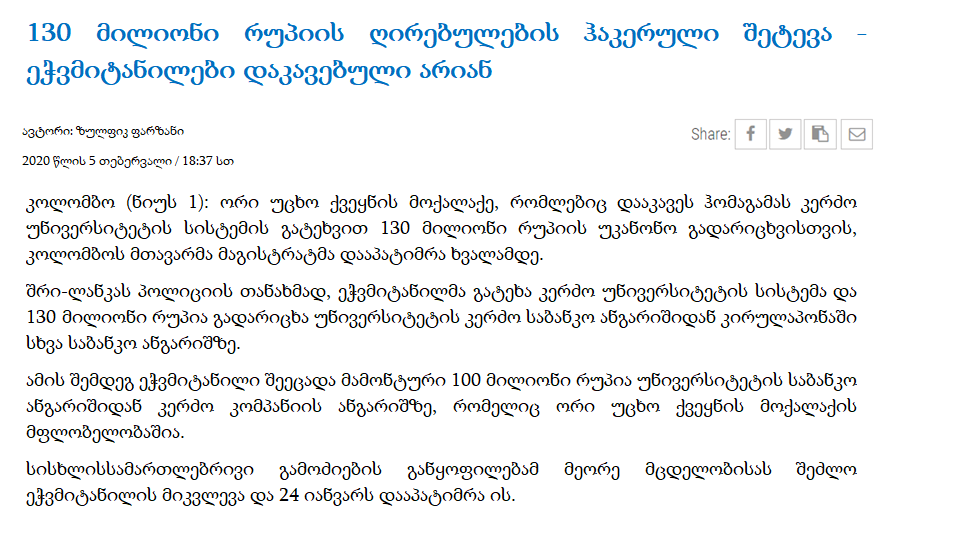 130 მილიონი რუპიის ღირებულების ჰაკერული შეტევა -
ეჭვმიტანილები დაკავებული არიან
ავტორი: ზულფიკ ფარზანი
2020 წლის 5 თებერვალი / 18:37 სთ
Share:
კოლომბო (ნიუს 1): ორი უცხო ქვეყნის მოქალაქე, რომლებიც დააკავეს ჰომაგამას კერძო
უნივერსიტეტის სისტემის გატეხვით 130 მილიონი რუპიის უკანონო გადარიცხვისთვის,
კოლომბოს მთავარმა მაგისტრატმა დააპატიმრა ხვალამდე.
შრი-ლანკას პოლიციის თანახმად, ეჭვმიტანილმა გატეხა კერძო უნივერსიტეტის სისტემა და
130 მილიონი რუპია გადარიცხა უნივერსიტეტის კერძო საბანკო ანგარიშიდან კირულაპონაში
სხვა საბანკო ანგარიშზე.
ამის შემდეგ ეჭვმიტანილი შეეცადა მამონტური 100 მილიონი რუპია უნივერსიტეტის საბანკო
ანგარიშიდან კერძო კომპანიის ანგარიშზე, რომელიც ორი უცხო ქვეყნის მოქალაქის
მფლობელობაშია.
სისხლისსამართლებრივი გამოძიების განყოფილებამ მეორე მცდელობისას შეძლო
ეჭვმიტანილის მიკვლევა და 24 იანვარს დააპატიმრა ის.